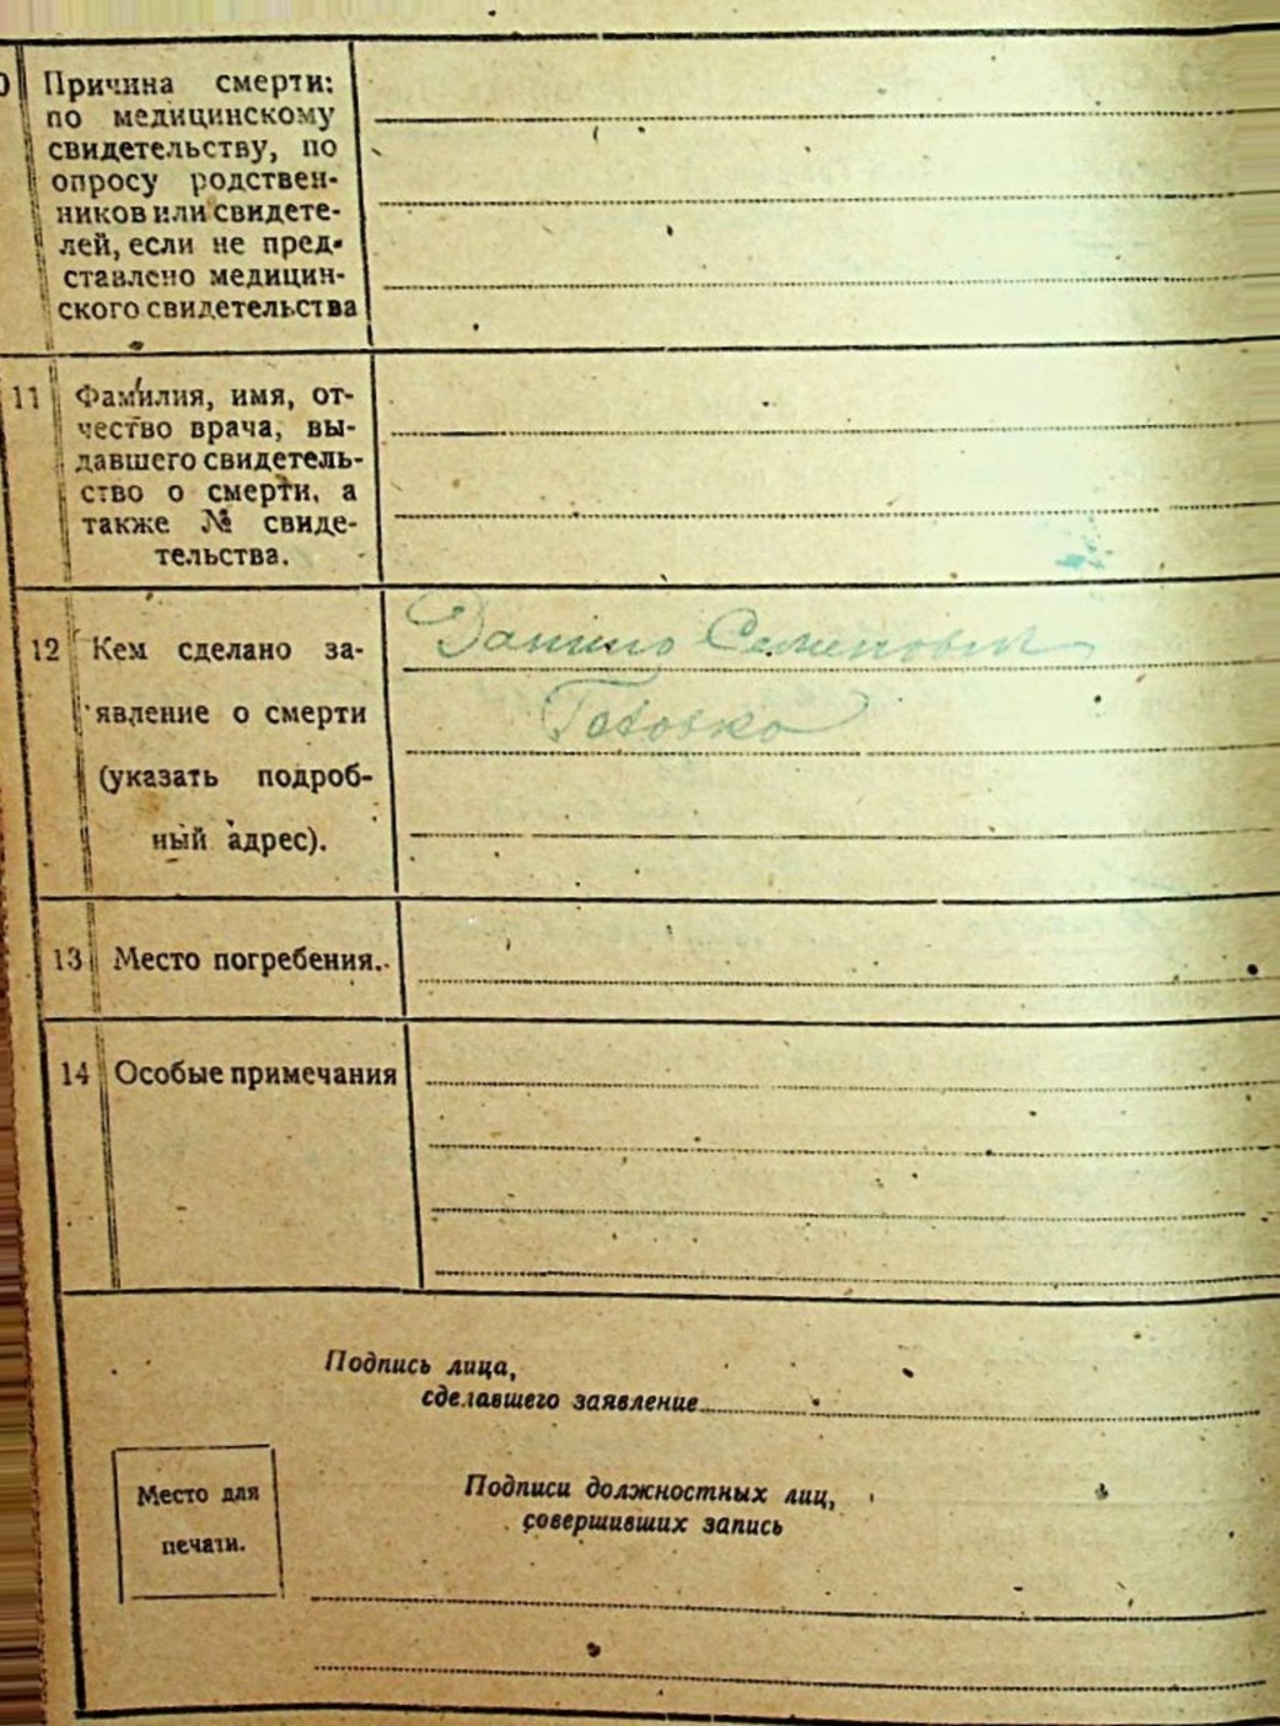 Причина смерти:
по медицинскому
свидетельству, по
опросу родствен-
ников или свидете-
лей, если не пред-
ставлено медицин-
ского свидетельства
11 Фамилия, имя, от-
чество врача, вы-
давшего свидетель-
ство о смерти, а
также № свиде-
тельства.
12 Кем сделано за-
явление о смерти
(указать подроб-
ный адрес).
Данило Семенович
13 Место погребения.
14 Особые примечания
Подпись лица,
сделавшего заявление
Место для
печати.
Подписи должностных лиц,
совершивших запись